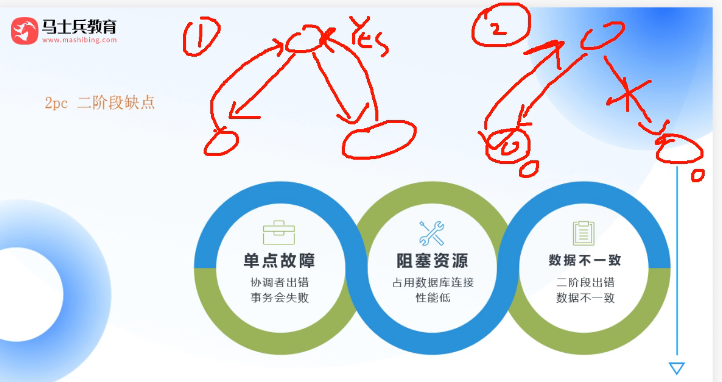 马士兵教育
www.mashibing.com
① Yes
②
2pc 二阶段缺点
单点故障
协调者出错
事务会失败
阻塞资源
占用数据库连接
性能低
数据不一致
二阶段出错
数据不一致